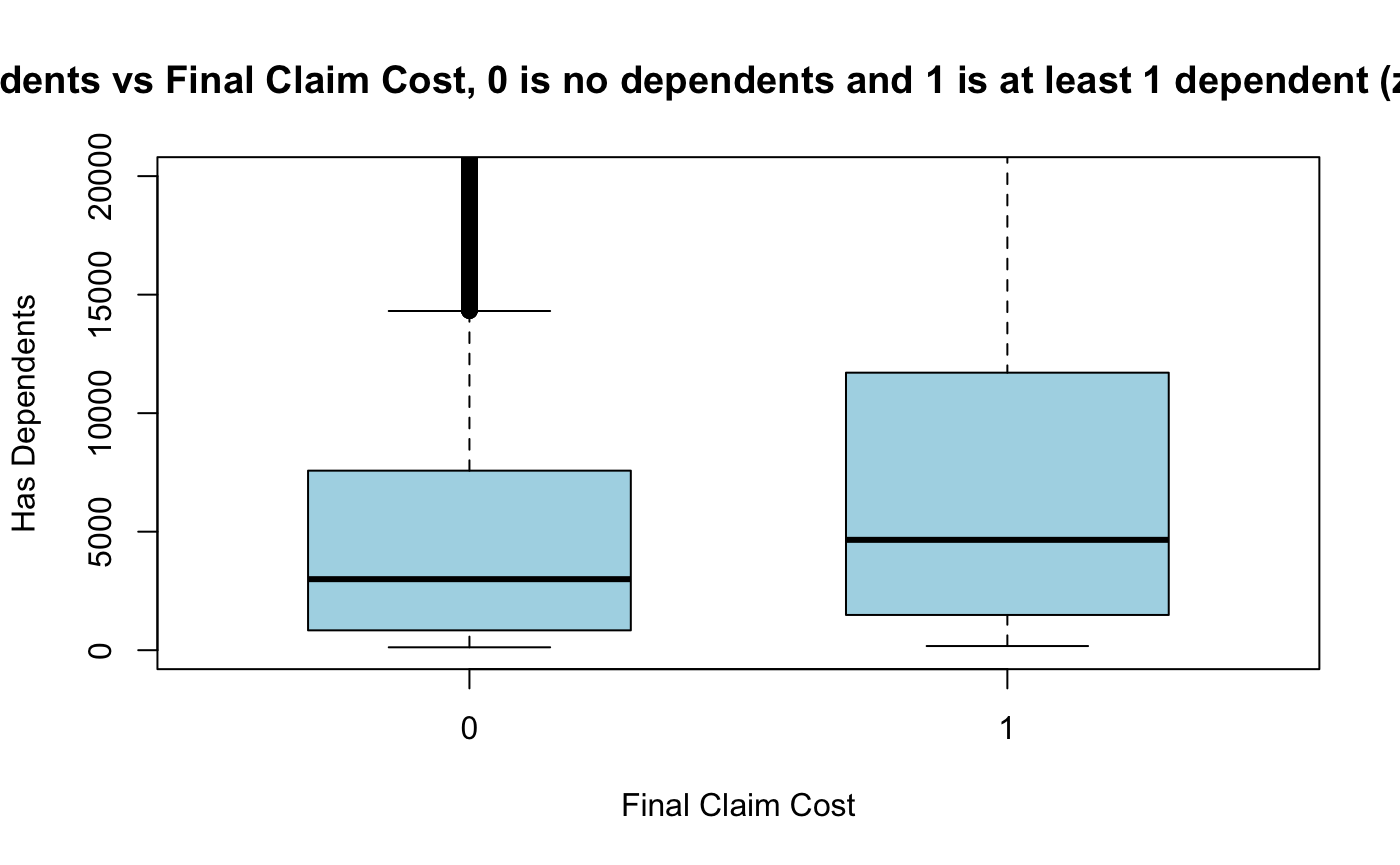 dents vs Final Claim Cost, 0 is no dependents and 1 is at least 1 dependent (z
20000
15000
10000
5000
0
Has Dependents
0 1
Final Claim Cost